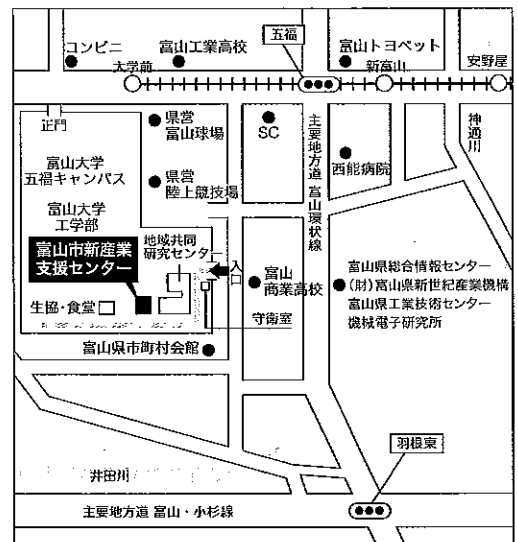 五福
コンビニ
富山工業高校
富山トヨペット
大学前
新富山
安野屋
正門
県営
富山球場
SC
主要地方道 富山環状線
神通川
富山大学
五福キャンパス
県営
陸上競技場
西能病院
富山大学
工学部
地域共同
研究センター
富山市新産業
支援センター
入口
富山
商業高校
富山県総合情報センター
(財)富山県新世紀産業機構
富山県工業技術センター
機械電子研究所
生協・食堂
守衛室
富山県市町村会館
羽根東
井田川
主要地方道 富山・小杉線